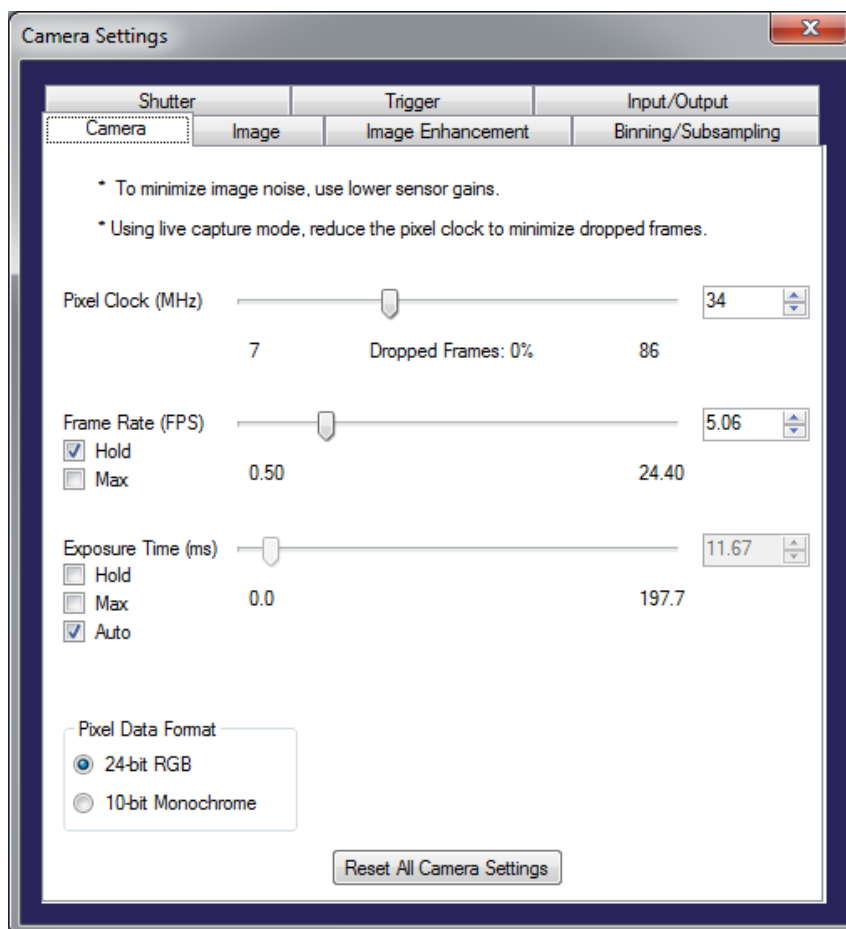 Camera Settings
Shutter Trigger Input/Output
Camera Image Image Enhancement Binning/Subsampling
* To minimize image noise, use lower sensor gains.
* Using live capture mode, reduce the pixel clock to minimize dropped frames.
Pixel Clock (MHz) 34
7 Dropped Frames: 0% 86
Frame Rate (FPS) 5.06
Hold
Max 0.50 24.40
Exposure Time (ms) 11.67
Hold
Max 0.0 197.7
Auto
Pixel Data Format
24-bit RGB
10-bit Monochrome
Reset All Camera Settings